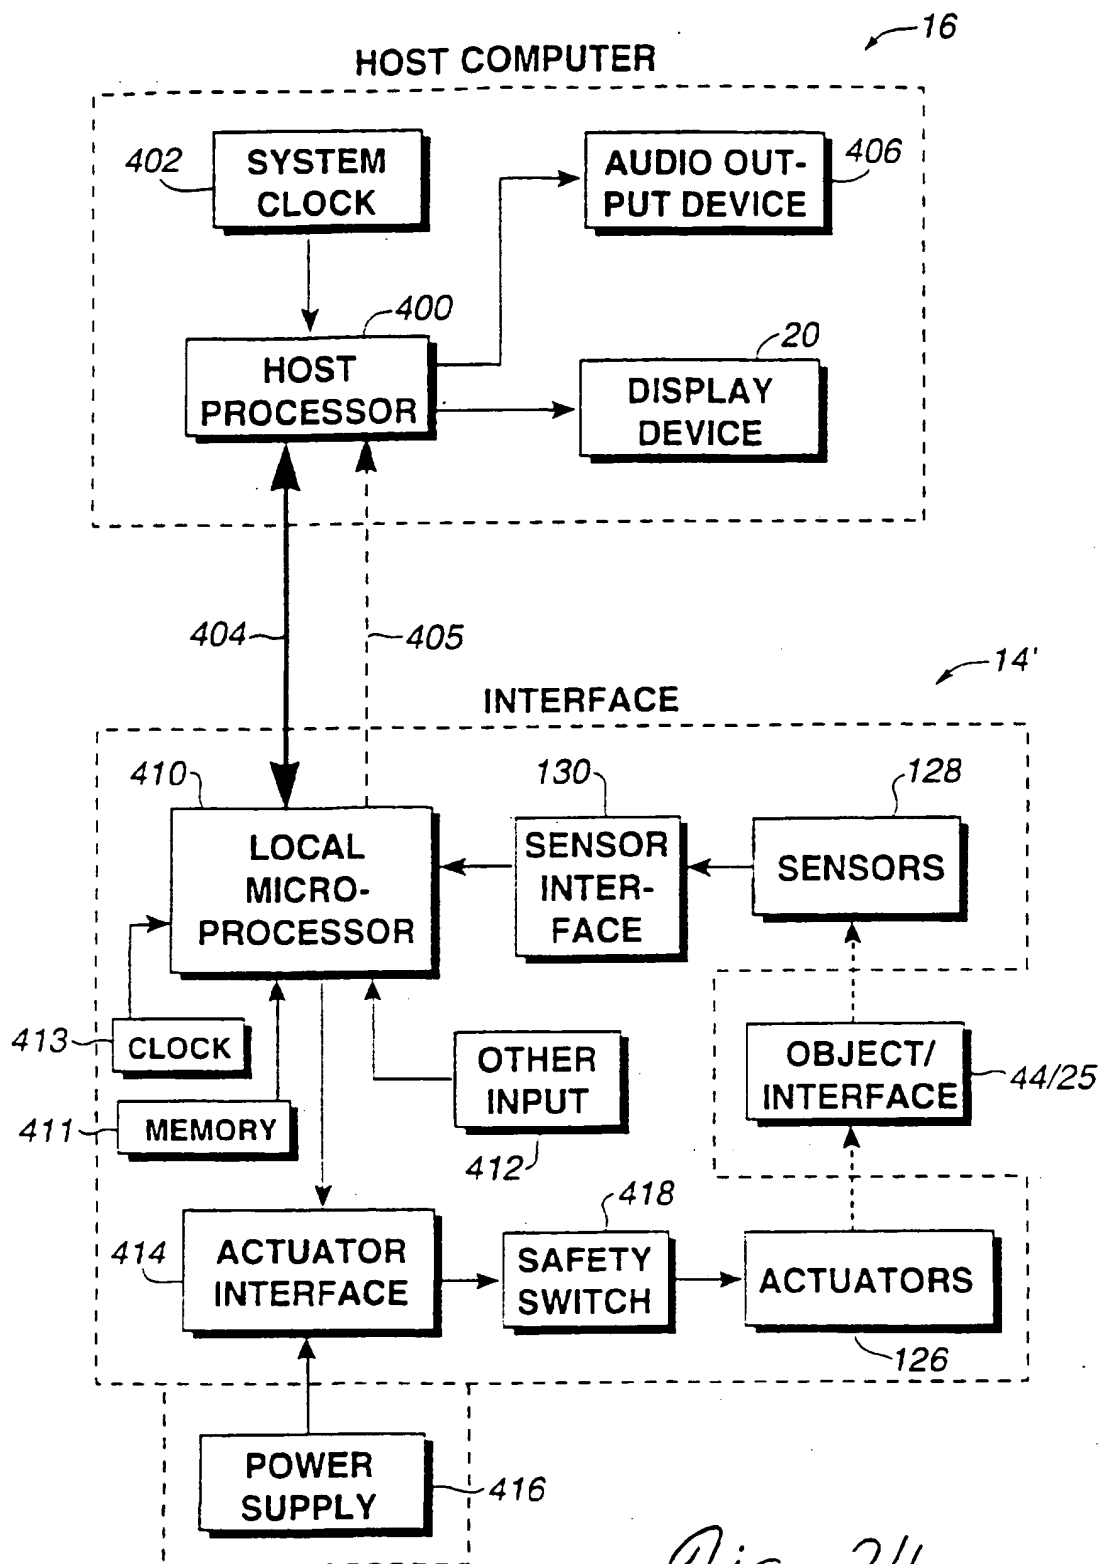 16
HOST COMPUTER
402
SYSTEM
CLOCK
AUDIO OUT-
PUT DEVICE
406
400
HOST
PROCESSOR
20
DISPLAY
DEVICE
404
405
14'
INTERFACE
410
LOCAL
MICRO-
PROCESSOR
130
SENSOR
INTER-
FACE
128
SENSORS
413
CLOCK
411
MEMORY
OTHER
INPUT
412
OBJECT/
INTERFACE
44/25
414
ACTUATOR
INTERFACE
418
SAFETY
SWITCH
ACTUATORS
126
POWER
SUPPLY
416